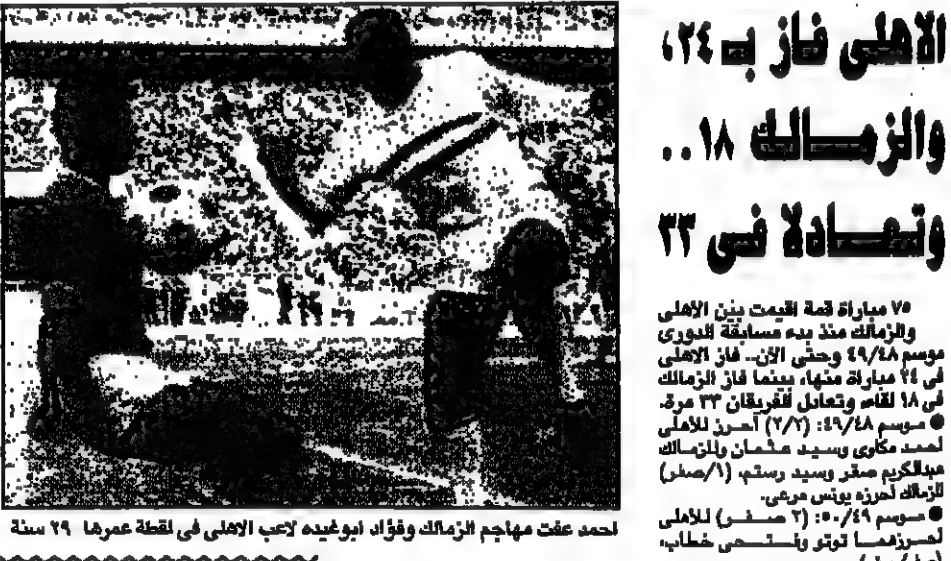 الاهلى فاز بـ ٢٤،
والزمالك ١٨..
وتعادلا فى ٣٣
٧٥ مباراة قمة اقيمت بين الاهلى
والزمالك منذ بدء مسابقة الدورى
موسم ٤٩/٤٨ وحتى الآن.. فاز الاهلى
فى ٢٤ مباراة منها، بينما فاز الزمالك
فى ١٨ لقاء، وتعادل الفريقان ٣٣ مرة.
● موسم ٤٩/٤٨: (٢/٢) أحرز للأهلى
احمد مكاوى وسيد عثمان وللزمالك
عبدالكريم صقر وسيد رستم، (١/صفر)
للزمالك أحرزه يونس مرعى.
● موسم ٥٠/٤٩: (٢ صفر) للأهلى
أحرزهما توتو وفتحى خطاب،
احمد عفت مهاجم الزمالك وفؤاد ابوغيده لاعب الاهلى فى لقطة عمرها ٢٩ سنة